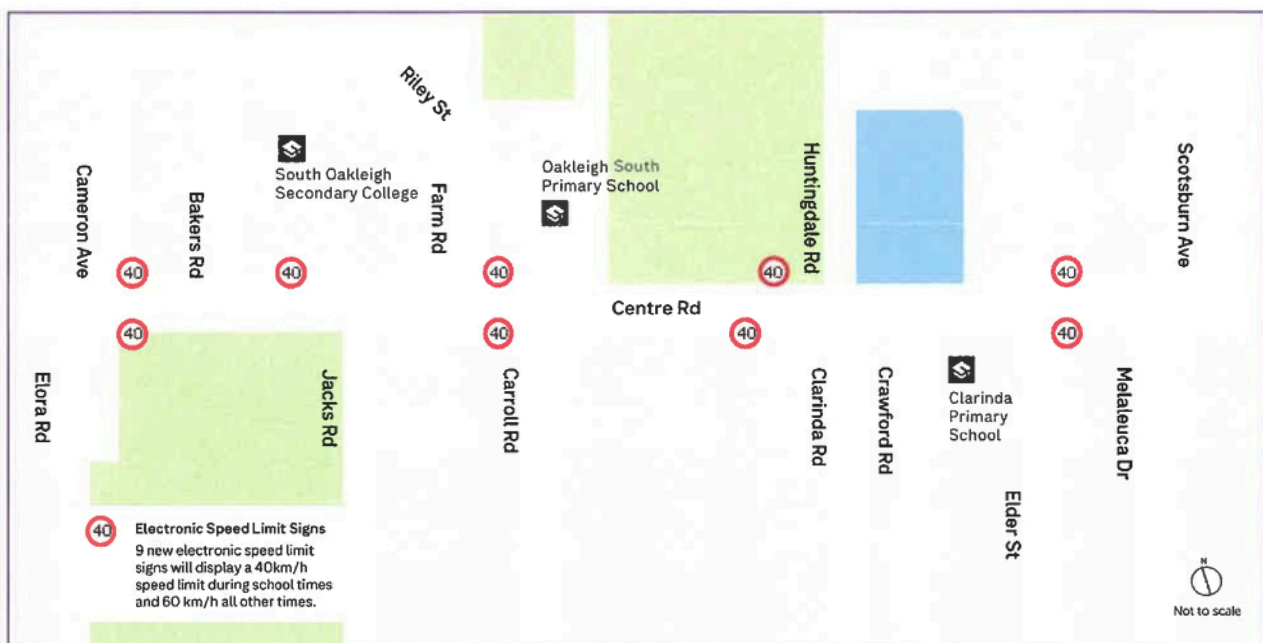 Riley St
South Oakleigh
Secondary College
Oakleigh South
Primary School
Cameron Ave
Bakers Rd
Farm Rd
Huntingdale Rd
Scotsburn Ave
40
40
40
40
40
Centre Rd
40
40
40
40
Elora Rd
Jacks Rd
Carroll Rd
Clarinda Rd
Crawford Rd
Clarinda
Primary
School
Melaleuca Dr
Elder St
40
Electronic Speed Limit Signs
9 new electronic speed limit
signs will display a 40km/h
speed limit during school times
and 60 km/h all other times.
N
Not to scale